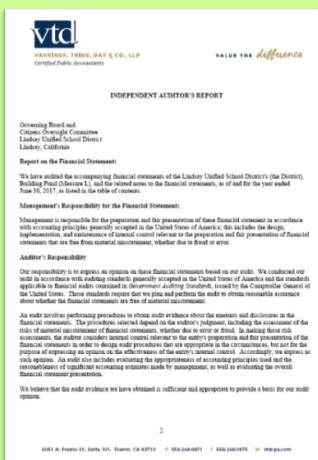 vtd
VAVRINEK, TRINE, DAY & CO., LLP
Certified Public Accountants
VALUE THE difference
INDEPENDENT AUDITOR'S REPORT
Governing Board and
Citizens Oversight Committee
Lindsay Unified School District
Lindsay, California
Report on the Financial Statements
We have audited the accompanying financial statements of the Lindsay Unified School District's (the District),
Building Fund (Measure L), and the related notes to the financial statements, as of and for the year ended
June 30, 2017, as listed in the table of contents.
Management's Responsibility for the Financial Statements
Management is responsible for the preparation and fair presentation of these financial statements in accordance
with accounting principles generally accepted in the United States of America; this includes the design,
implementation, and maintenance of internal control relevant to the preparation and fair presentation of financial
statements that are free from material misstatement, whether due to fraud or error.
Auditor's Responsibility
Our responsibility is to express an opinion on these financial statements based on our audit. We conducted our
audit in accordance with auditing standards generally accepted in the United States of America and the standards
applicable to financial audits contained in Government Auditing Standards, issued by the Comptroller General of
the United States. Those standards require that we plan and perform the audit to obtain reasonable assurance
about whether the financial statements are free of material misstatement.
An audit involves performing procedures to obtain audit evidence about the amounts and disclosures in the
financial statements. The procedures selected depend on the auditor's judgment, including the assessment of the
risks of material misstatement of financial statements, whether due to error or fraud. In making those risk
assessments, the auditor considers internal control relevant to the entity's preparation and fair presentation of the
financial statements in order to design audit procedures that are appropriate in the circumstances, but not for the
purpose of expressing an opinion on the effectiveness of the entity's internal control. Accordingly, we express no
such opinion. An audit also includes evaluating the appropriateness of accounting principles used and the
reasonableness of significant accounting estimates made by management, as well as evaluating the overall
financial statement presentation.
We believe that the audit evidence we have obtained is sufficient and appropriate to provide a basis for our audit
opinion.
2
Fresno, CA 93710 P 559.248.0871 F 559.248.0875 W vtdcpa.com